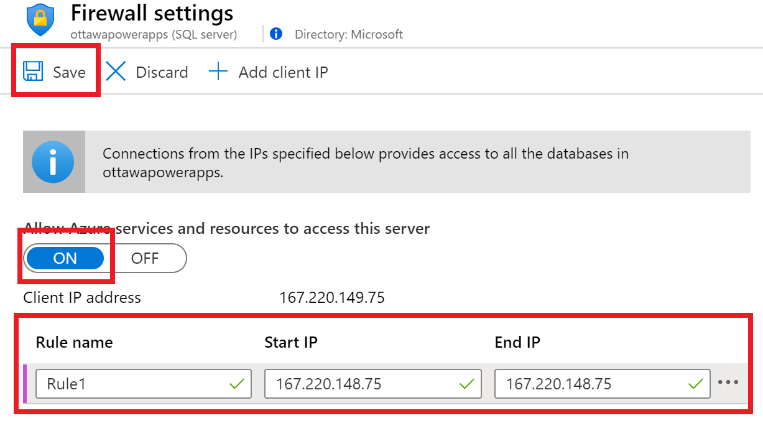 Firewall settings
ottawapowerapps (SQL server) Directory: Microsoft
Save Discard Add client IP
Connections from the IPs specified below provides access to all the databases in
ottawapowerapps.
Allow Azure services and resources to access this server
ON OFF
Client IP address 167.220.149.75
Rule name Start IP End IP
Rule1 167.220.148.75 167.220.148.75